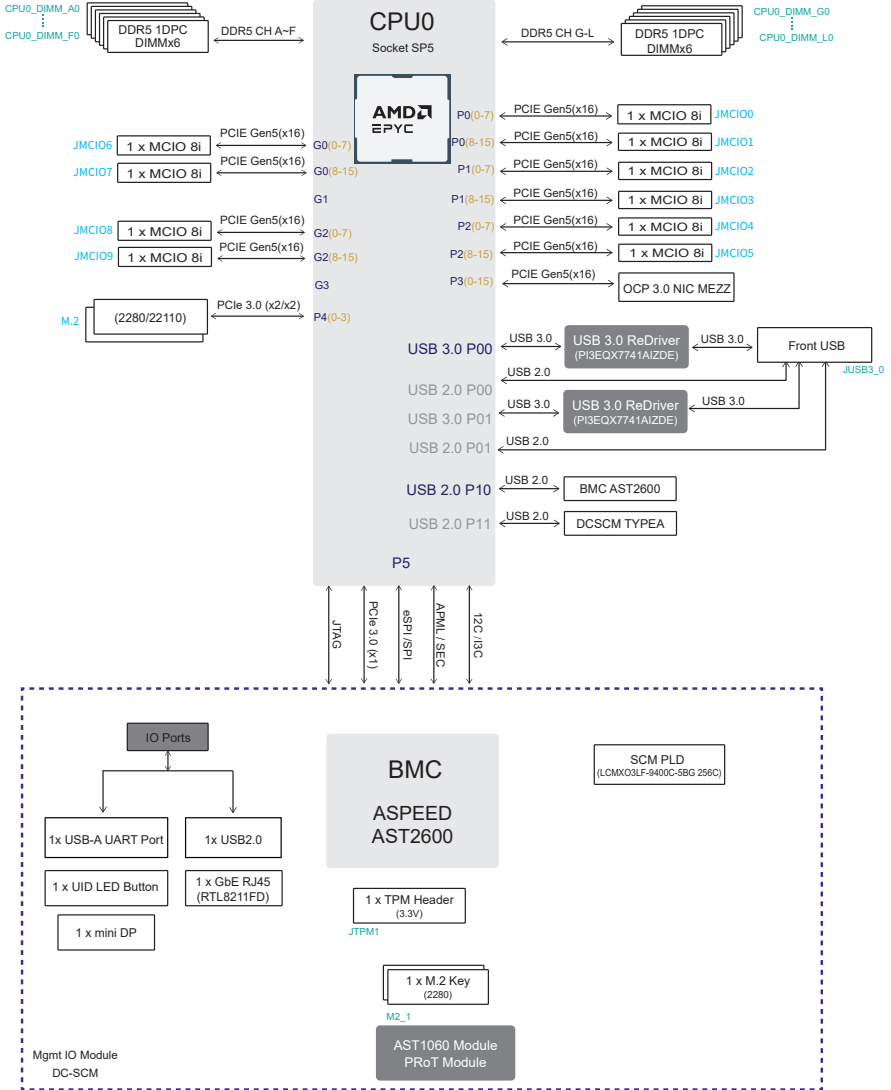 CPU0_DIMM_A0
CPU0_DIMM_F0
DDR5 1DPC
DIMMx6
DDR5 CH A~F
CPU0
Socket SP5
DDR5 CH G-L
DDR5 1DPC
DIMMx6
CPU0_DIMM_G0
CPU0_DIMM_L0
AMD
EPYC
P0(0-7)
PCIE Gen5(x16)
1 x MCIO 8i
JMCIO0
JMCIO6
1 x MCIO 8i
PCIE Gen5(x16)
G0(0-7)
P0(8-15)
PCIE Gen5(x16)
1 x MCIO 8i
JMCIO1
JMCIO7
1 x MCIO 8i
PCIE Gen5(x16)
G0(8-15)
P1(0-7)
PCIE Gen5(x16)
1 x MCIO 8i
JMCIO2
G1
P1(8-15)
PCIE Gen5(x16)
1 x MCIO 8i
JMCIO3
JMCIO8
1 x MCIO 8i
PCIE Gen5(x16)
G2(0-7)
P2(0-7)
PCIE Gen5(x16)
1 x MCIO 8i
JMCIO4
JMCIO9
1 x MCIO 8i
PCIE Gen5(x16)
G2(8-15)
P2(8-15)
PCIE Gen5(x16)
1 x MCIO 8i
JMCIO5
G3
P3(0-15)
PCIE Gen5(x16)
OCP 3.0 NIC MEZZ
M.2
(2280/22110)
PCIe 3.0 (x2/x2)
P4(0-3)
USB 3.0 P00
USB 3.0
USB 3.0 ReDriver
(PI3EQX7741AIZDE)
USB 3.0
Front USB
JUSB3_0
USB 2.0 P00
USB 2.0
USB 3.0 P01
USB 3.0
USB 3.0 ReDriver
(PI3EQX7741AIZDE)
USB 3.0
USB 2.0 P01
USB 2.0
USB 2.0 P10
USB 2.0
BMC AST2600
USB 2.0 P11
USB 2.0
DCSCM TYPEA
P5
JTAG
PCIe 3.0 (x1)
eSPI /SPI
APML / SEC
12C /I3C
IO Ports
1x USB-A UART Port
1x USB2.0
1 x UID LED Button
1 x GbE RJ45
(RTL8211FD)
1 x mini DP
BMC
ASPEED
AST2600
SCM PLD
(LCMXO3LF-9400C-5BG 256C)
1 x TPM Header
(3.3V)
JTPM1
1 x M.2 Key
(2280)
M2_1
AST1060 Module
PRoT Module
Mgmt IO Module
DC-SCM